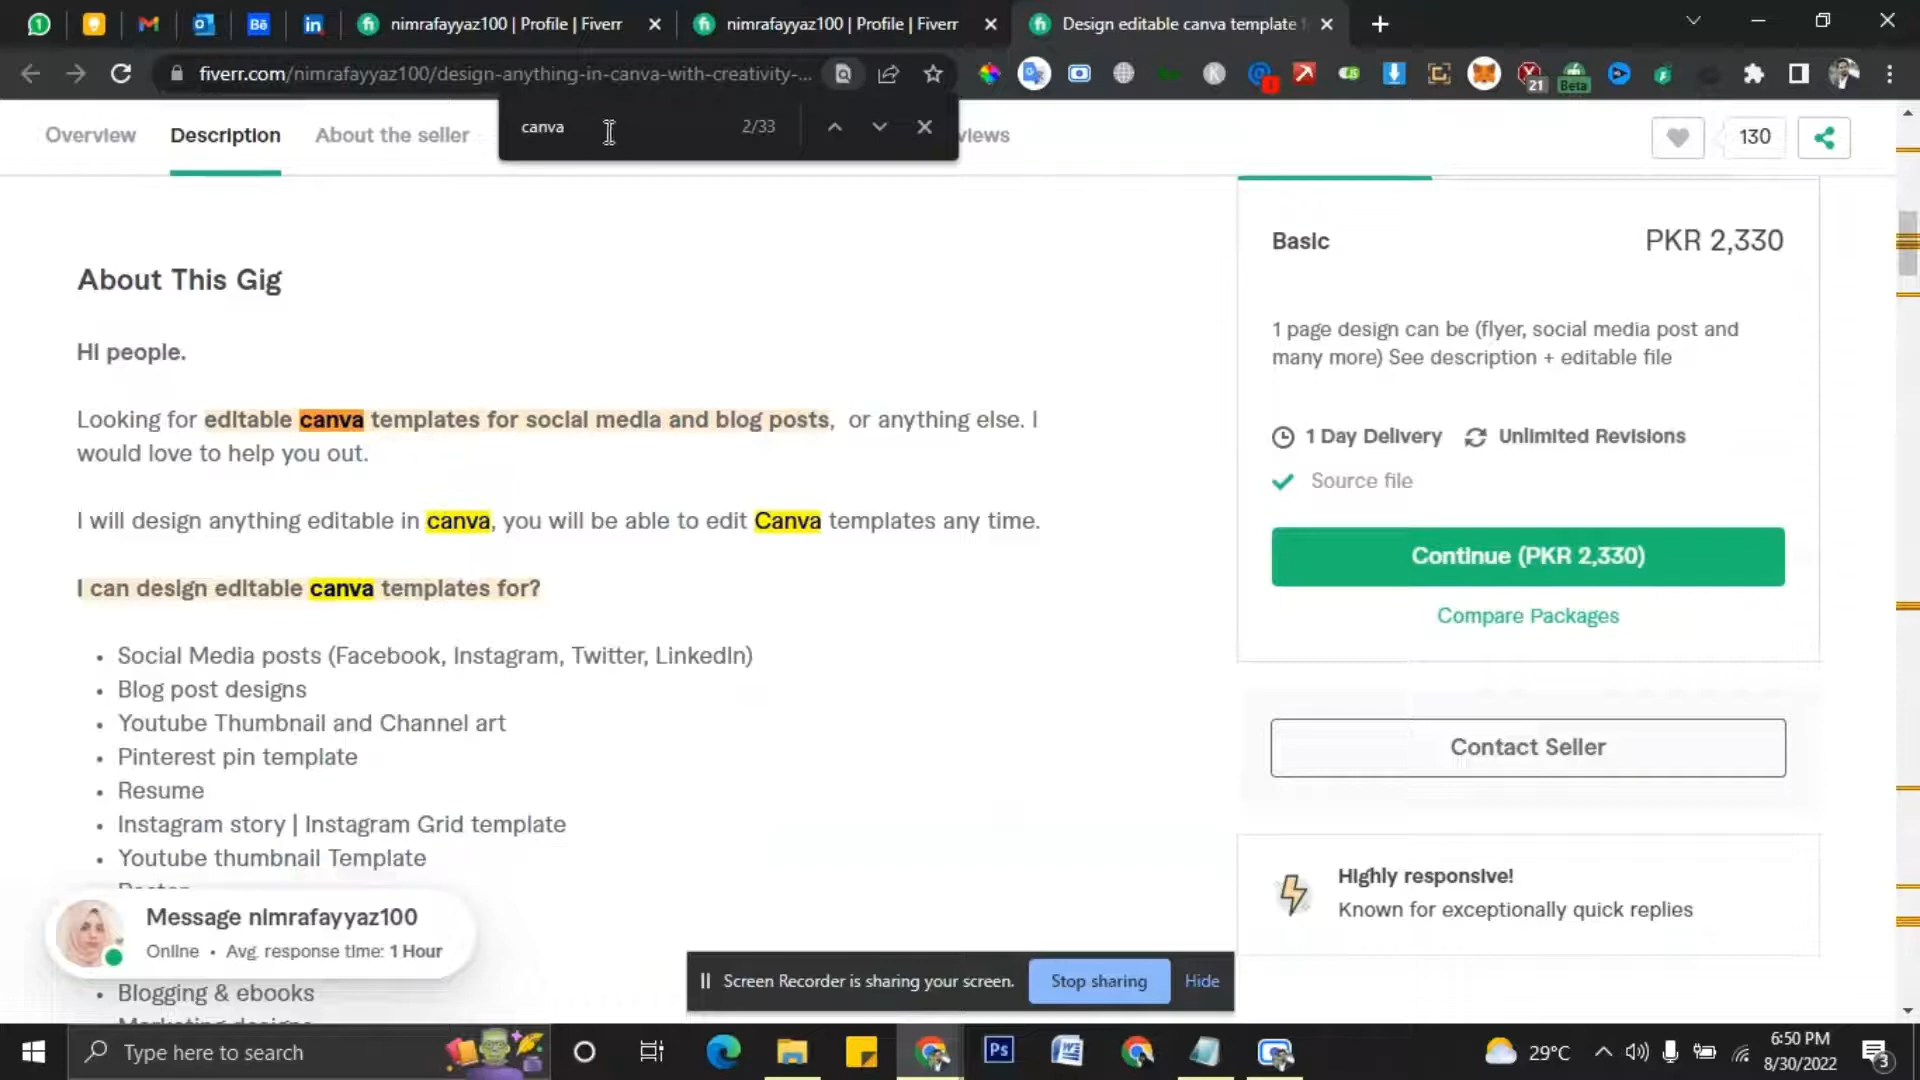 nimrafayyaz100 | Profile | Fiverr
nimrafayyaz100 | Profile | Fiverr
Design editable canva template
fiverr.com/nimrafayyaz100/design-anything-in-canva-with-creativity-...
21
Beta
canva
2/33
Overview
Description
About the seller
views
130
About This Gig
HI people.
Looking for editable canva templates for social media and blog posts, or anything else. I
would love to help you out.
I will design anything editable in canva, you will be able to edit Canva templates any time.
I can design editable canva templates for?
• Social Media posts (Facebook, Instagram, Twitter, LinkedIn)
• Blog post designs
• Youtube Thumbnail and Channel art
• Pinterest pin template
• Resume
• Instagram story | Instagram Grid template
• Youtube thumbnail Template
• Blogging & ebooks
Message nimrafayyaz100
Online • Avg. response time: 1 Hour
Basic
PKR 2,330
1 page design can be (flyer, social media post and
many more) See description + editable file
1 Day Delivery
Unlimited Revisions
Source file
Continue (PKR 2,330)
Compare Packages
Contact Seller
Highly responsive!
Known for exceptionally quick replies
Screen Recorder is sharing your screen.
Stop sharing
Hide
Type here to search
Ps
29°C
6:50 PM
8/30/2022
3